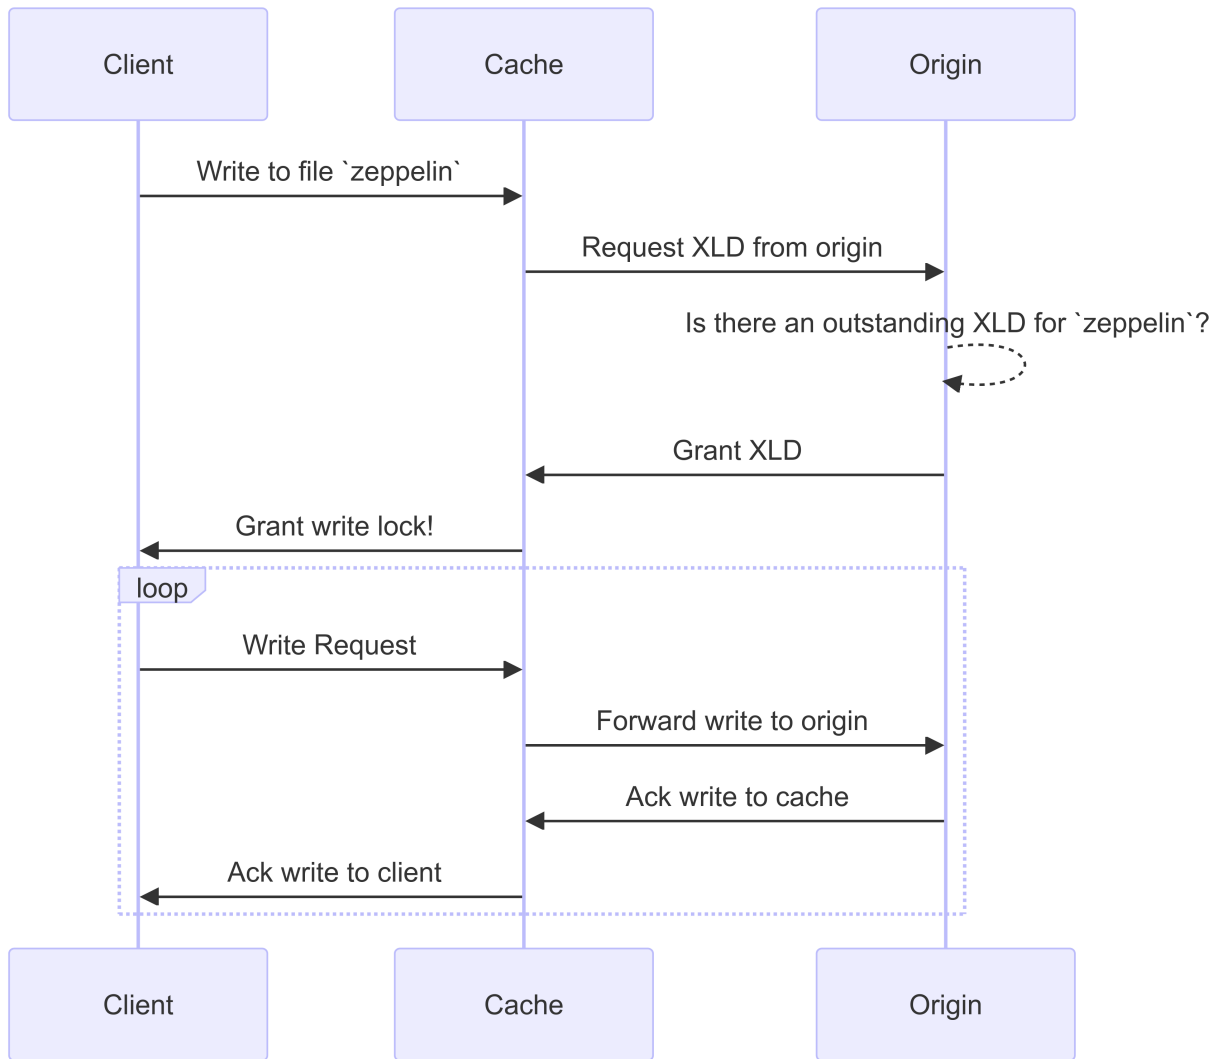 Client
Cache
Origin
Write to file `zeppelin`
Request XLD from origin
Is there an outstanding XLD for `zeppelin`?
Grant XLD
Grant write lock!
loop
Write Request
Forward write to origin
Ack write to cache
Ack write to client
Client
Cache
Origin